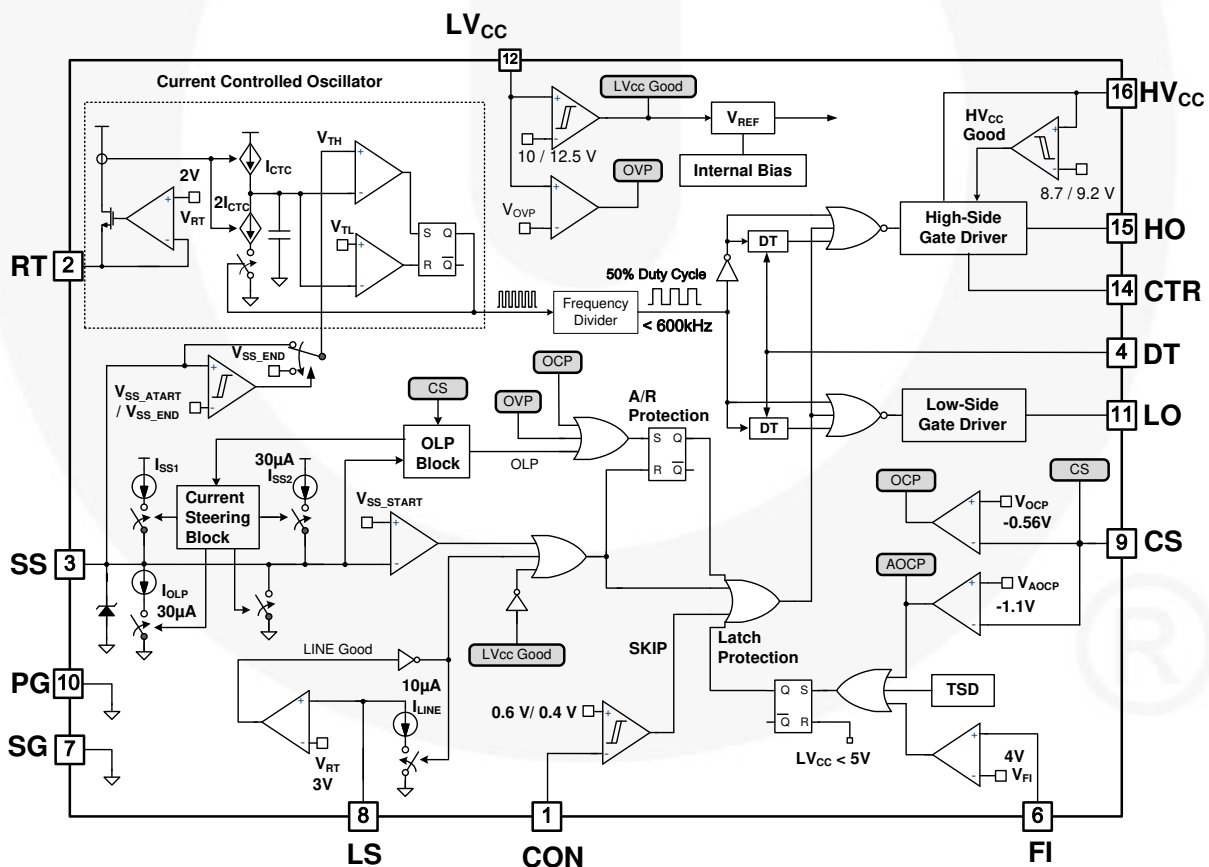 LVCC
12
Current Controlled Oscillator
LVcc Good
16
HVCC
HVCC
Good
VREF
Internal Bias
10 / 12.5 V
OVP
VOVP
8.7 / 9.2 V
VTH
ICTC
2V
VRT
2ICTC
VTL
S Q
R Q
RT
2
High-Side
Gate Driver
15
HO
DT
50% Duty Cycle
Frequency
Divider
< 600kHz
14
CTR
4
DT
VSS_END
VSS_ATART
/ VSS_END
OCP
CS
OVP
A/R
Protection
S Q
R Q
OLP
Block
OLP
DT
Low-Side
Gate Driver
11
LO
ISS1
30µA
ISS2
Current
Steering
Block
VSS_START
OCP
CS
VOCP
-0.56V
9
CS
SS
3
IOLP
30µA
AOCP
VAOCP
-1.1V
LINE Good
LVcc Good
SKIP
Latch
Protection
PG
10
10µA
ILINE
Q S
Q R
TSD
0.6 V/ 0.4 V
SG
7
VRT
3V
LVCC < 5V
4V
VFI
8
LS
1
CON
6
FI
®